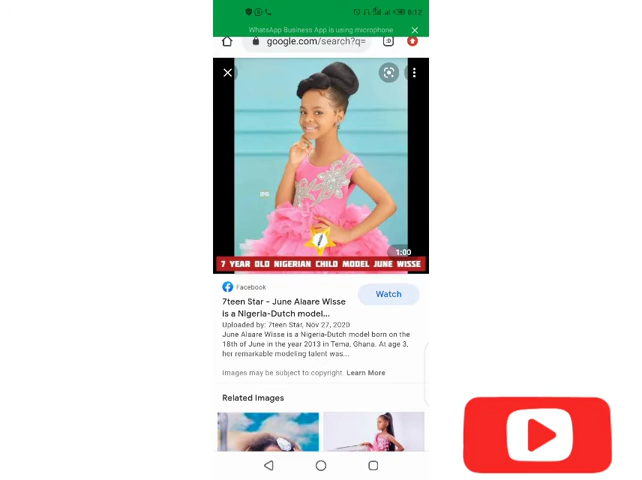 8:12
WhatsApp Business App is using microphone
google.com/search?q=
:D
1:00
7 YEAR OLD NIGERIAN CHILD MODEL JUNE WISSE
Facebook
7teen Star - June Alaare Wisse
is a Nigeria-Dutch model...
Watch
Uploaded by: 7teen Star, Nov 27, 2020
June Alaare Wisse is a Nigeria-Dutch model born on the
18th of June in the year 2013 in Tema, Ghana. At age 3,
her remarkable modeling talent was...
Images may be subject to copyright. Learn More
Related Images